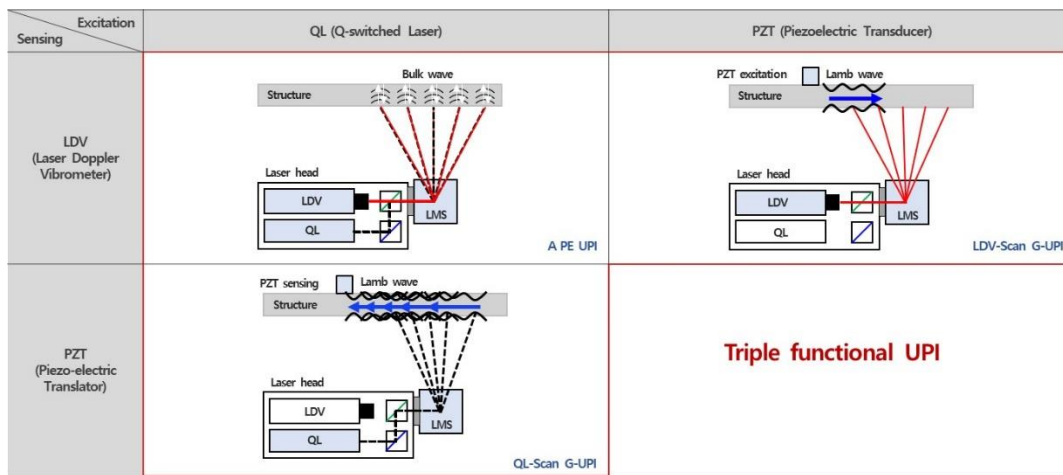 Excitation
Sensing
QL (Q-switched Laser)
PZT (Piezoelectric Transducer)
LDV
(Laser Doppler
Vibrometer)
Bulk wave
Structure
Laser head
LDV
QL
LMS
A PE UPI
PZT excitation
Lamb wave
Structure
Laser head
LDV
QL
LMS
LDV-Scan G-UPI
PZT
(Piezo-electric
Translator)
PZT sensing
Lamb wave
Structure
Laser head
LDV
QL
LMS
QL-Scan G-UPI
Triple functional UPI